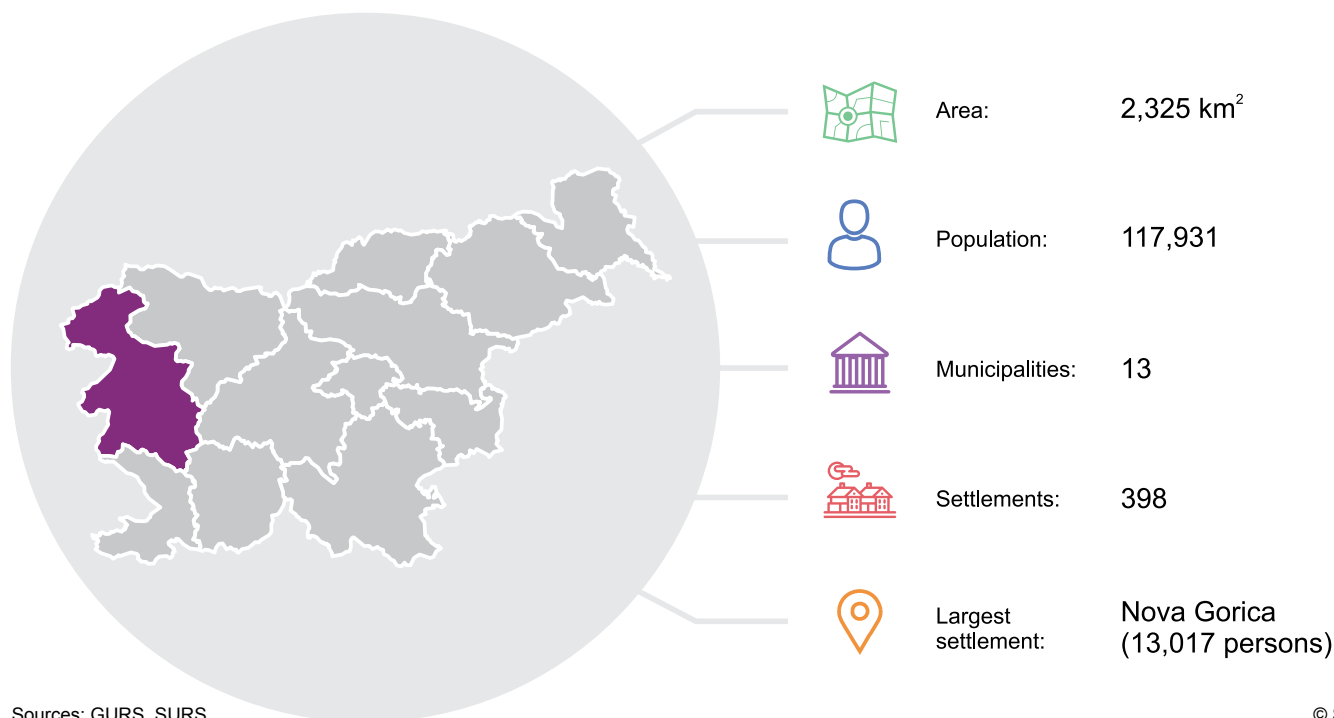 Area: 2,325 km²
Population: 117,931
Municipalities: 13
Settlements: 398
Largest
settlement:
Nova Gorica
(13,017 persons)
Sources: GURS, SURS
©